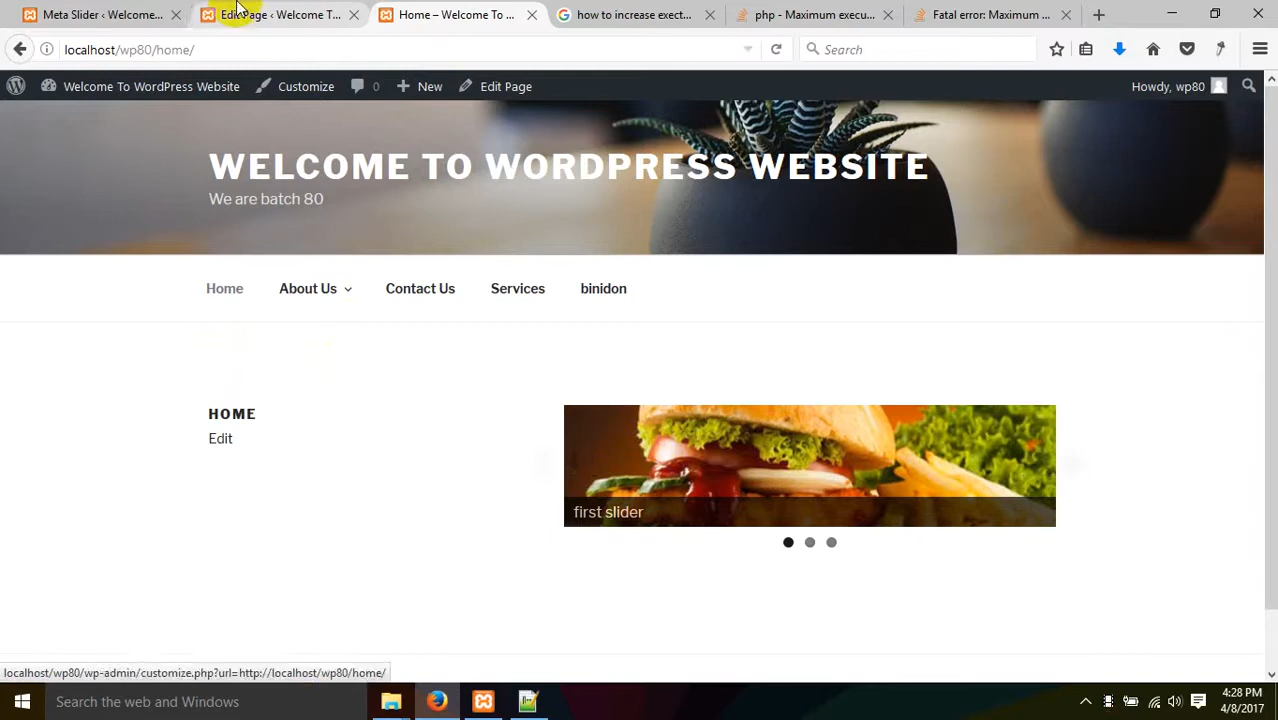 Meta Slider ‹ Welcome...
Edit Page ‹ Welcome T...
Home – Welcome To ...
how to increase exect...
php - Maximum execu...
Fatal error: Maximum ...
localhost/wp80/home/
Search
Welcome To WordPress Website
Customize
0
New
Edit Page
Howdy, wp80
WELCOME TO WORDPRESS WEBSITE
We are batch 80
Home
About Us
Contact Us
Services
binidon
HOME
Edit
first slider
localhost/wp80/wp-admin/customize.php?url=http://localhost/wp80/home/
Search the web and Windows
4:28 PM
4/8/2017